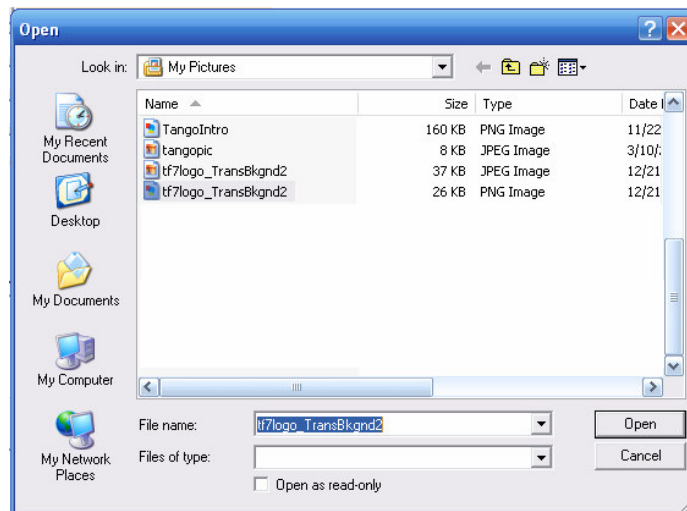 Open
Look in: My Pictures
Name Size Type Date
TangoIntro 160 KB PNG Image 11/22
tangopic 8 KB JPEG Image 3/10/
tf7logo_TransBkgnd2 37 KB JPEG Image 12/21
tf7logo_TransBkgnd2 26 KB PNG Image 12/21
My Recent
Documents
Desktop
My Documents
My Computer
My Network
Places
File name: tf7logo_TransBkgnd2 Open
Files of type: Cancel
Open as read-only